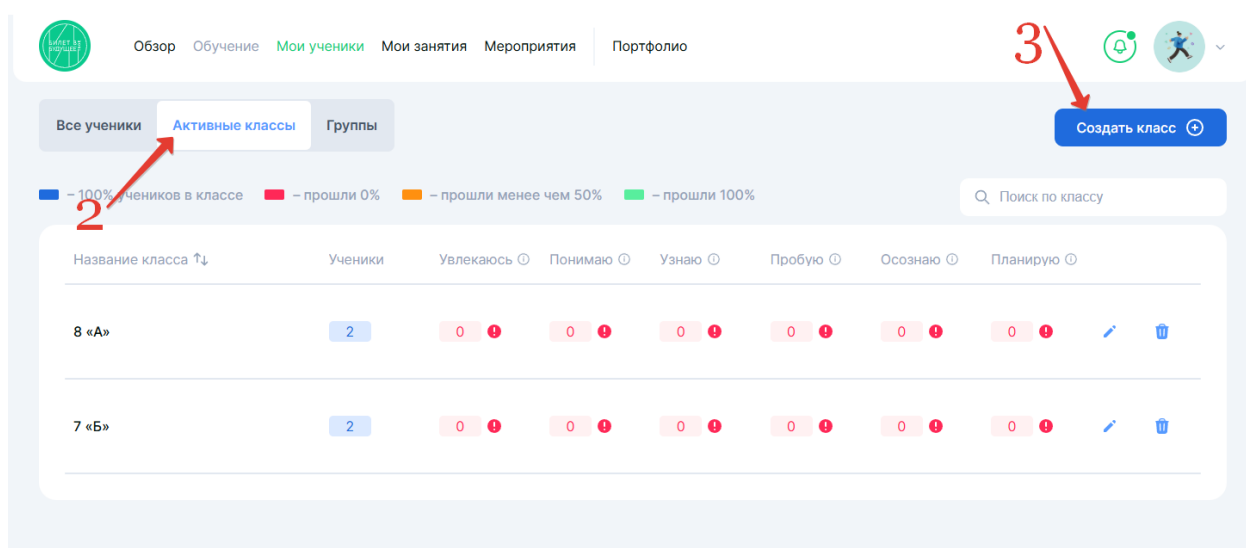 БИЛЕТ В БУДУЩЕЕ
Обзор Обучение Мои ученики Мои занятия Мероприятия Портфолио
3
Все ученики Активные классы Группы
Создать класс
– 100% учеников в классе – прошли 0% – прошли менее чем 50% – прошли 100%
Поиск по классу
2
Название класса Ученики Увлекаюсь Понимаю Узнаю Пробую Осознаю Планирую
8 «А» 2 0 0 0 0 0 0
7 «Б» 2 0 0 0 0 0 0